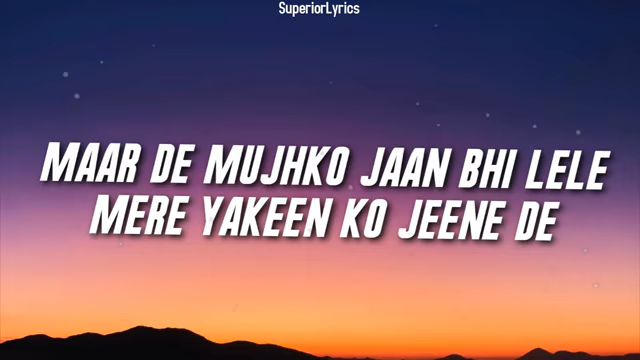 SuperiorLyrics
MAAR DE MUJHKO JAAN BHI LELE
MERE YAKEEN KO JEENE DE